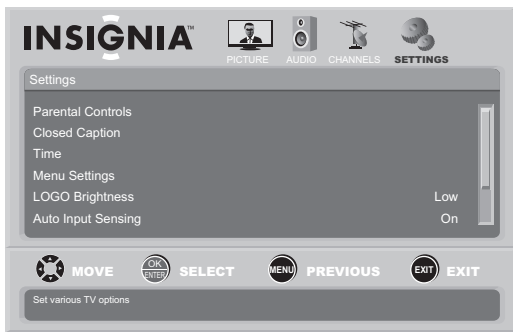 INSIGNIA™
PICTURE AUDIO CHANNELS SETTINGS
Settings
Parental Controls
Closed Caption
Time
Menu Settings
LOGO Brightness Low
Auto Input Sensing On
MOVE OK ENTER SELECT MENU PREVIOUS EXIT EXIT
Set various TV options